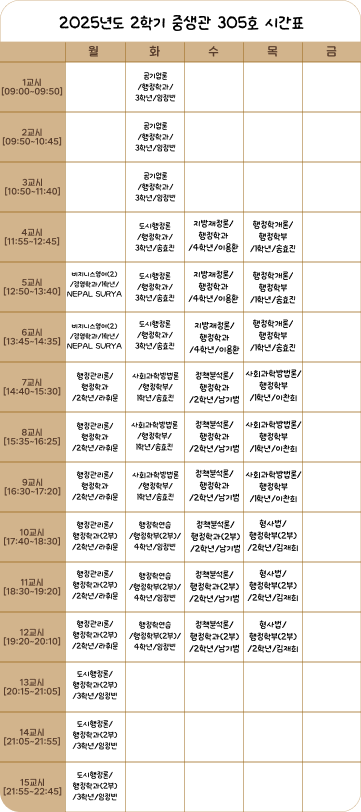 2025년도 2학기 중생관 305호 시간표
월 화 수 목 금
1교시
[09:00~09:50]
공기업론
/행정학과/
3학년/임정빈
2교시
[09:50~10:45]
공기업론
/행정학과/
3학년/임정빈
3교시
[10:50~11:40]
공기업론
/행정학과/
3학년/임정빈
4교시
[11:55~12:45]
도시행정론
/행정학과/
3학년/송효진
지방재정론/
행정학과
/4학년/이용환
행정학개론/
행정학부
/1학년/송효진
5교시
[12:50~13:40]
비지니스영어(2)
/경영학과/1학년/
NEPAL SURYA
도시행정론
/행정학과/
3학년/송효진
지방재정론/
행정학과
/4학년/이용환
행정학개론/
행정학부
/1학년/송효진
6교시
[13:45~14:35]
비지니스영어(2)
/경영학과/1학년/
NEPAL SURYA
도시행정론
/행정학과/
3학년/송효진
지방재정론/
행정학과
/4학년/이용환
행정학개론/
행정학부
/1학년/송효진
7교시
[14:40~15:30]
행정관리론/
행정학과
/2학년/라휘문
사회과학방법론
/행정학부/
1학년/송효진
정책분석론/
행정학과
/2학년/남기범
사회과학방법론/
행정학부
/1학년/이찬희
8교시
[15:35~16:25]
행정관리론/
행정학과
/2학년/라휘문
사회과학방법론
/행정학부/
1학년/송효진
정책분석론/
행정학과
/2학년/남기범
사회과학방법론/
행정학부
/1학년/이찬희
9교시
[16:30~17:20]
행정관리론/
행정학과
/2학년/라휘문
사회과학방법론
/행정학부/
1학년/송효진
정책분석론/
행정학과
/2학년/남기범
사회과학방법론/
행정학부
/1학년/이찬희
10교시
[17:40~18:30]
행정관리론/
행정학과(2부)
/2학년/라휘문
행정학연습
/행정학부(2부)/
4학년/임정빈
정책분석론/
행정학과(2부)
/2학년/남기범
형사법/
행정학부(2부)
/2학년/김재희
11교시
[18:30~19:20]
행정관리론/
행정학과(2부)
/2학년/라휘문
행정학연습
/행정학부(2부)/
4학년/임정빈
정책분석론/
행정학과(2부)
/2학년/남기범
형사법/
행정학부(2부)
/2학년/김재희
12교시
[19:20~20:10]
행정관리론/
행정학과(2부)
/2학년/라휘문
행정학연습
/행정학부(2부)/
4학년/임정빈
정책분석론/
행정학과(2부)
/2학년/남기범
형사법/
행정학부(2부)
/2학년/김재희
13교시
[20:15~21:05]
도시행정론/
행정학과(2부)
/3학년/임정빈
14교시
[21:05~21:55]
도시행정론/
행정학과(2부)
/3학년/임정빈
15교시
[21:55~22:45]
도시행정론/
행정학과(2부)
/3학년/임정빈